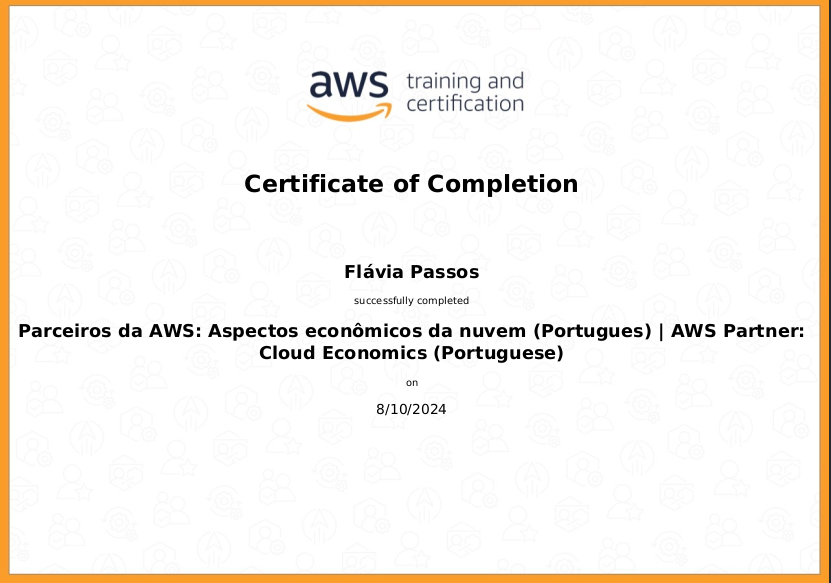 aws training and
certification
Certificate of Completion
Flávia Passos
successfully completed
Parceiros da AWS: Aspectos econômicos da nuvem (Portugues) | AWS Partner:
Cloud Economics (Portuguese)
on
8/10/2024